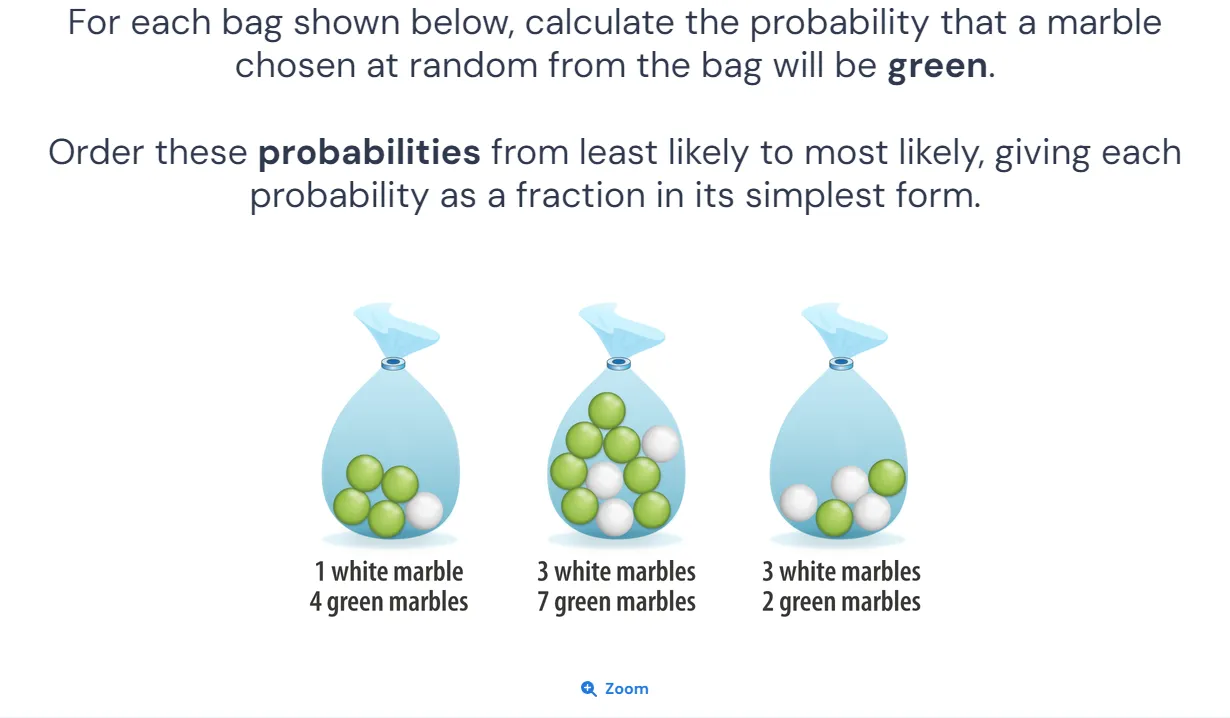 For each bag shown below, calculate the probability that a marble
chosen at random from the bag will be green.
Order these probabilities from least likely to most likely, giving each
probability as a fraction in its simplest form.
1 white marble
4 green marbles
3 white marbles
7 green marbles
3 white marbles
2 green marbles
Zoom